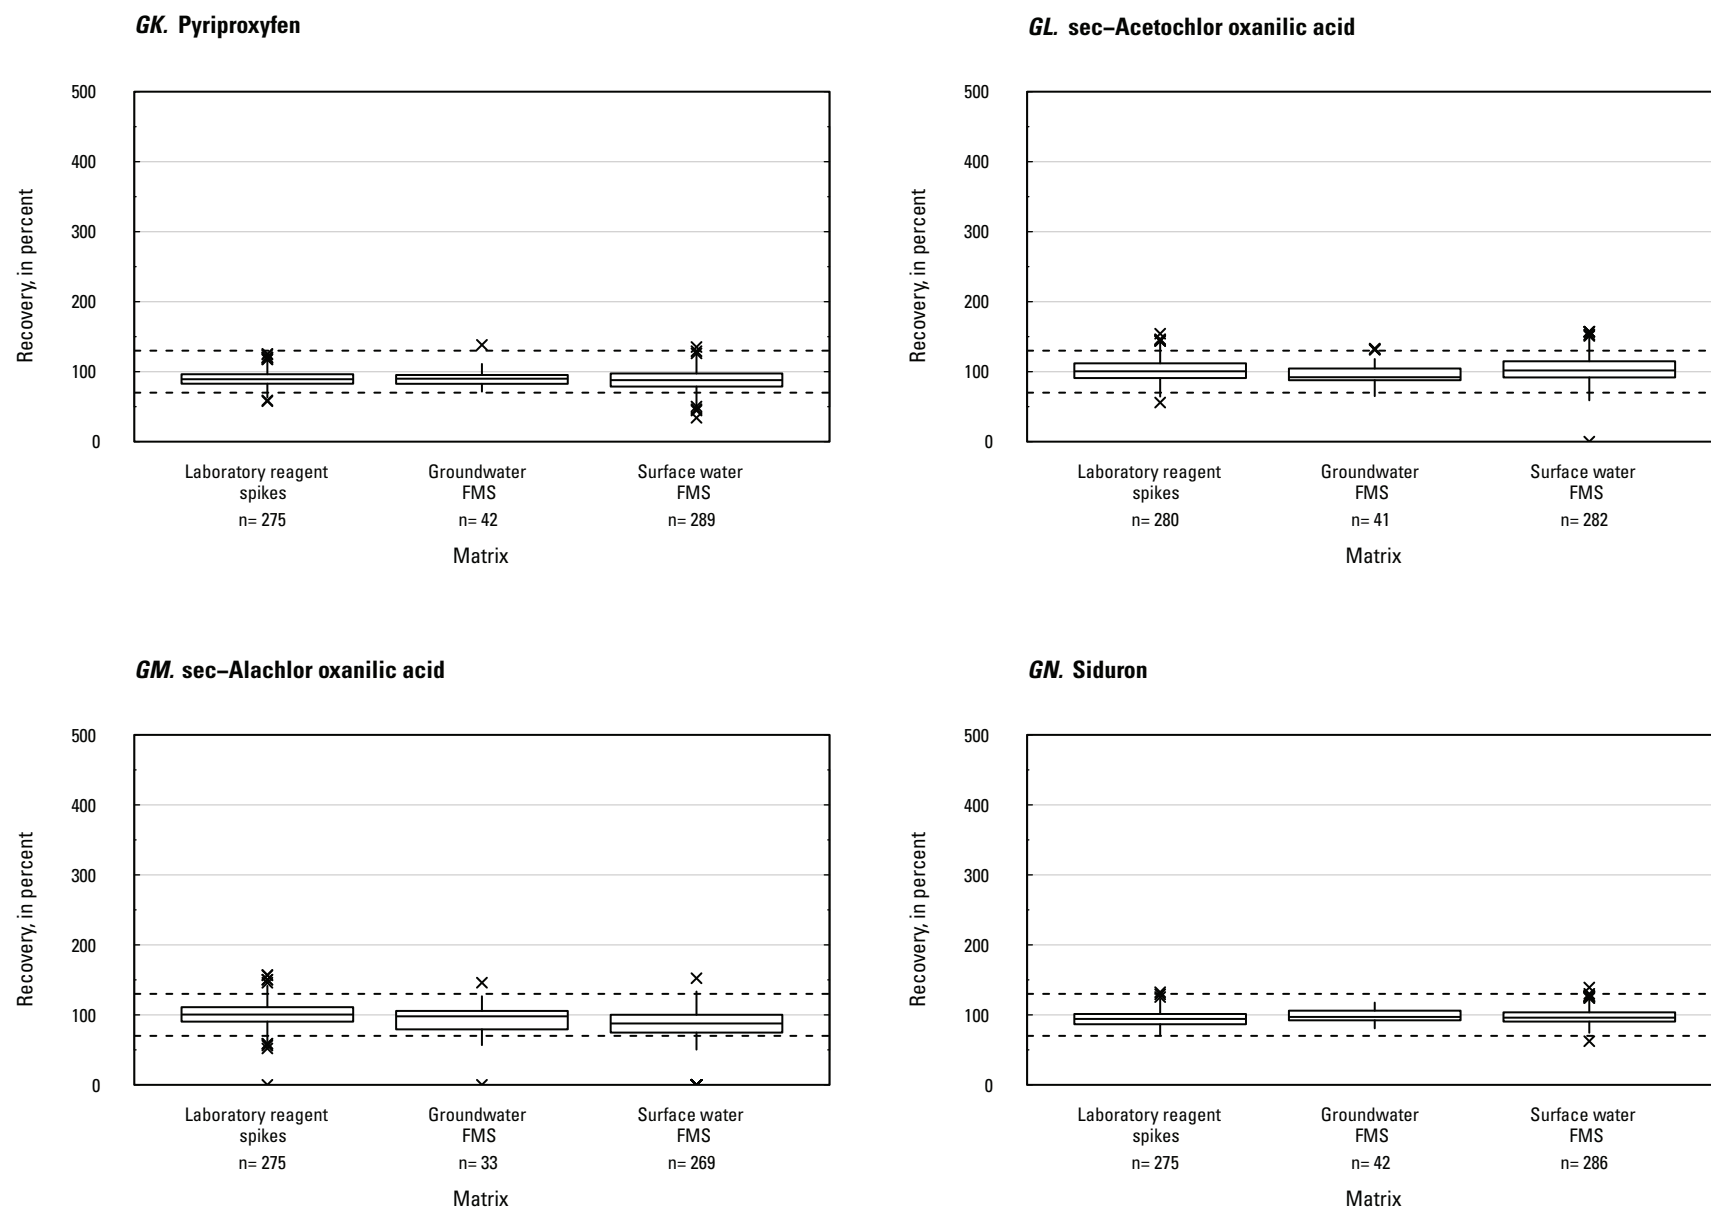 GK. Pyriproxyfen
500
400
300
200
100
0
Recovery, in percent
Laboratory reagent spikes
n= 275
Groundwater FMS
n= 42
Surface water FMS
n= 289
Matrix
GL. sec–Acetochlor oxanilic acid
500
400
300
200
100
0
Recovery, in percent
Laboratory reagent spikes
n= 280
Groundwater FMS
n= 41
Surface water FMS
n= 282
Matrix
GM. sec–Alachlor oxanilic acid
500
400
300
200
100
0
Recovery, in percent
Laboratory reagent spikes
n= 275
Groundwater FMS
n= 33
Surface water FMS
n= 269
Matrix
GN. Siduron
500
400
300
200
100
0
Recovery, in percent
Laboratory reagent spikes
n= 275
Groundwater FMS
n= 42
Surface water FMS
n= 286
Matrix